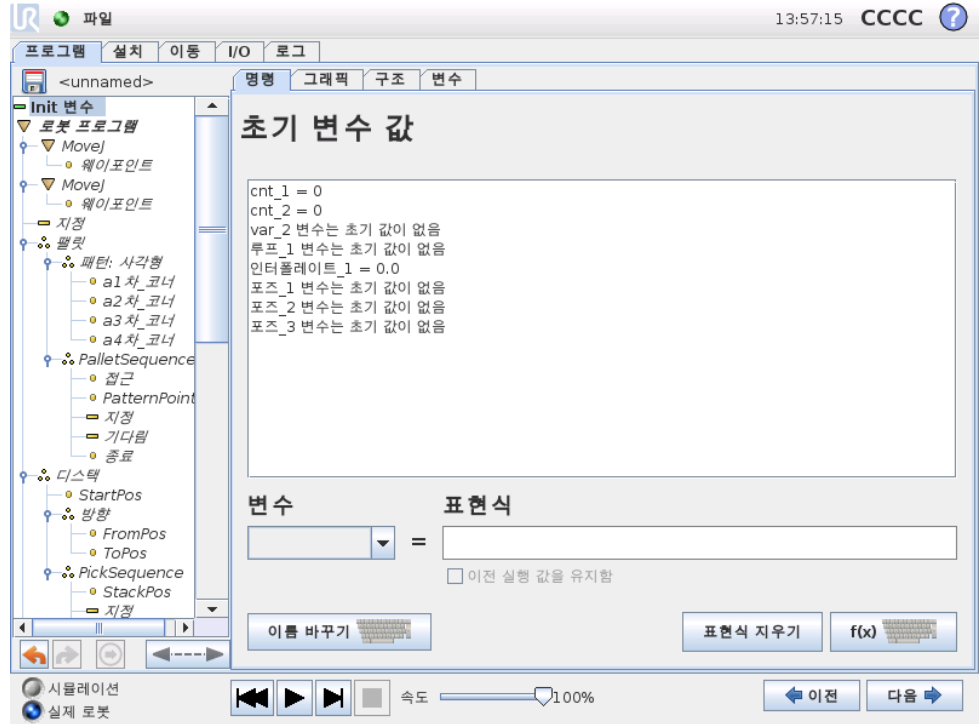 UR 파일 13:57:15 CCCC ?
프로그램 설치 이동 I/O 로그
<unnamed>
명령 그래픽 구조 변수
Init 변수
로봇 프로그램
MoveJ
웨이포인트
MoveJ
웨이포인트
지정
팰릿
패턴: 사각형
a1차_코너
a2차_코너
a3차_코너
a4차_코너
PalletSequence
접근
PatternPoint
지정
기다림
종료
디스택
StartPos
방향
FromPos
ToPos
PickSequence
StackPos
지정
초기 변수 값
cnt_1 = 0
cnt_2 = 0
var_2 변수는 초기 값이 없음
루프_1 변수는 초기 값이 없음
인터폴레이트_1 = 0.0
포즈_1 변수는 초기 값이 없음
포즈_2 변수는 초기 값이 없음
포즈_3 변수는 초기 값이 없음
변수 표현식
=
이전 실행 값을 유지함
이름 바꾸기 표현식 지우기 f(x)
시뮬레이션
실제 로봇
속도 100%
이전 다음